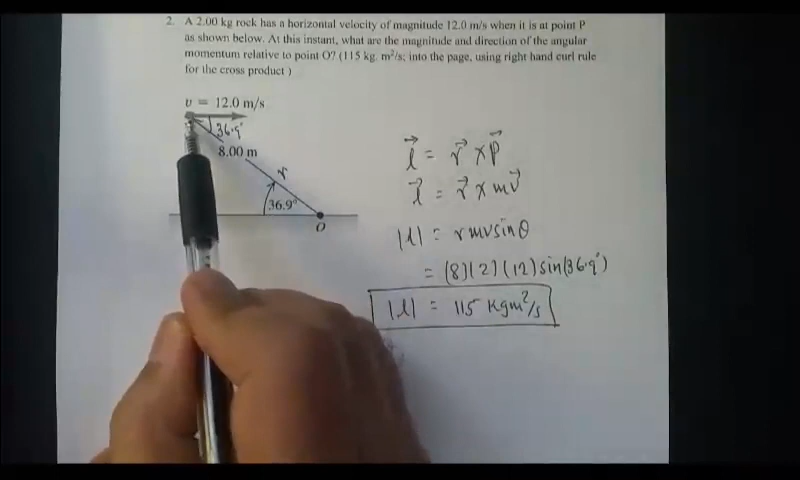 2. A 2.00 kg rock has a horizontal velocity of magnitude 12.0 m/s when it is at point P
as shown below. At this instant, what are the magnitude and direction of the angular
momentum relative to point O? (115 kg. m²/s; into the page, using right hand curl rule
for the cross product )
v = 12.0 m/s
36.9°
8.00 m
r
36.9°
O
l⃗ = r⃗ × p⃗
l⃗ = r⃗ × mv⃗
|l| = rmvsinθ
= (8)(2)(12)sin(36.9°)
|l| = 115 kgm²/s